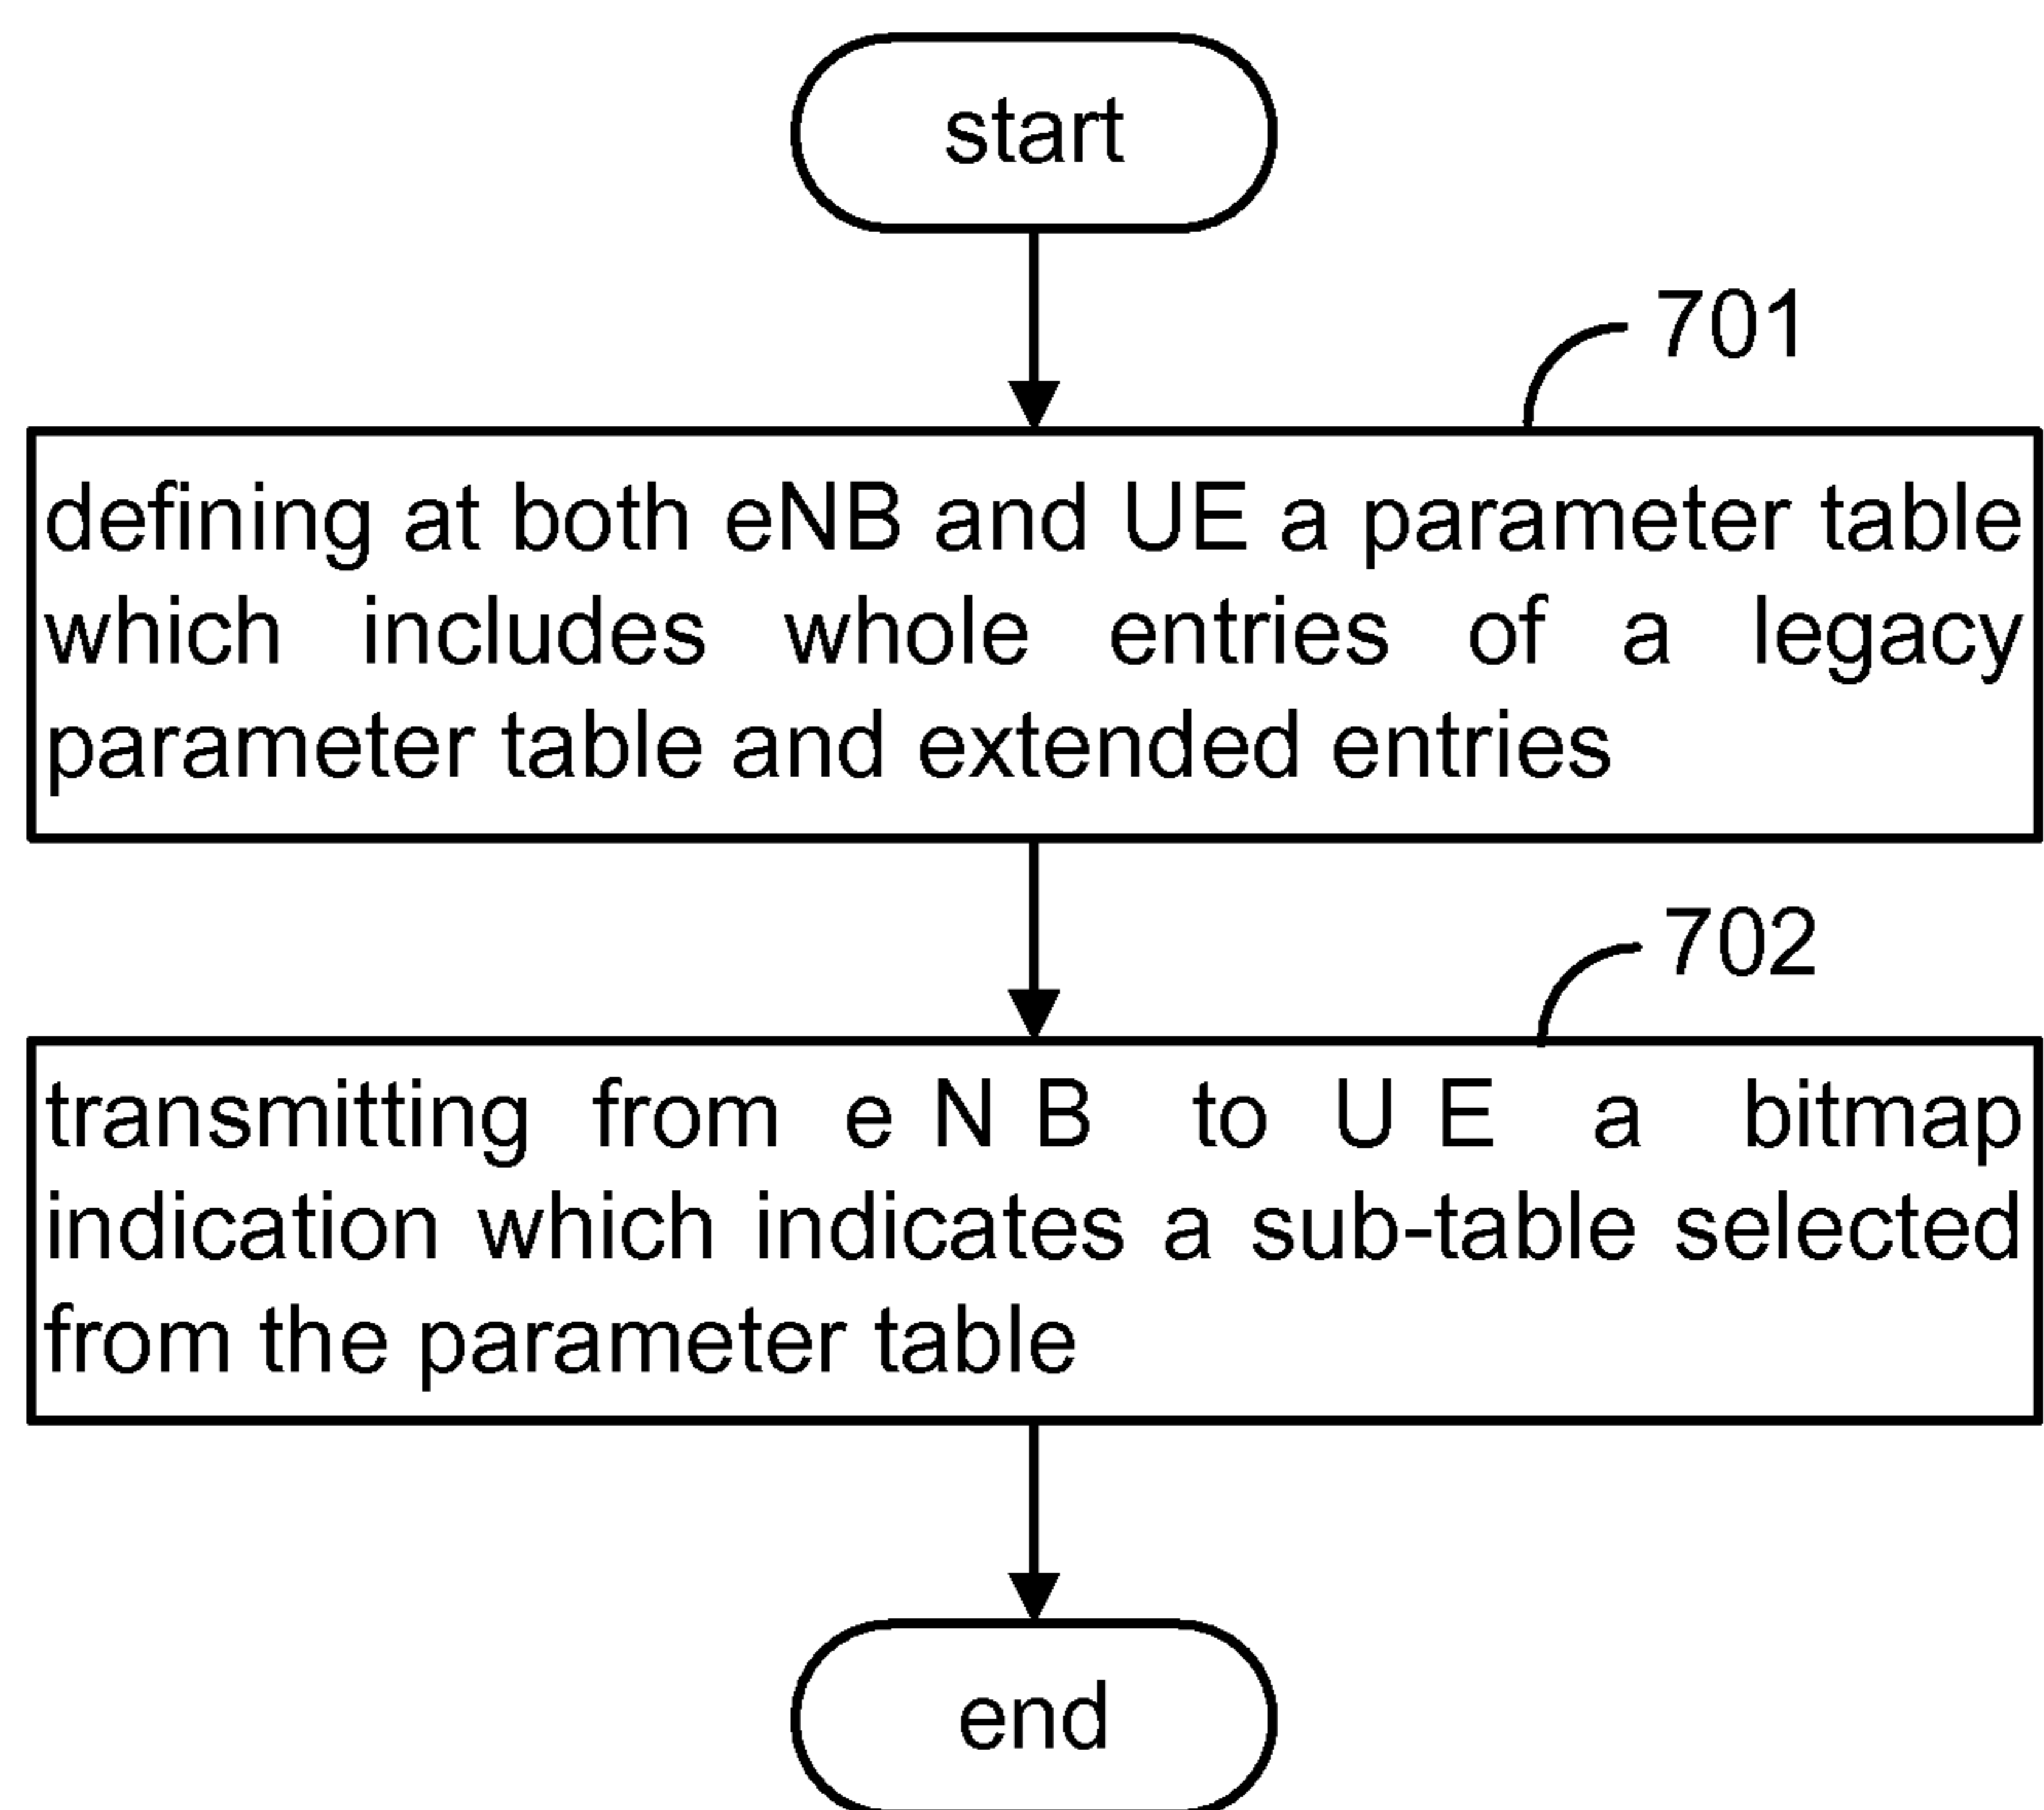 start
701
defining at both eNB and UE a parameter table
which includes whole entries of a legacy
parameter table and extended entries
702
transmitting from e N B to U E a bitmap
indication which indicates a sub-table selected
from the parameter table
end